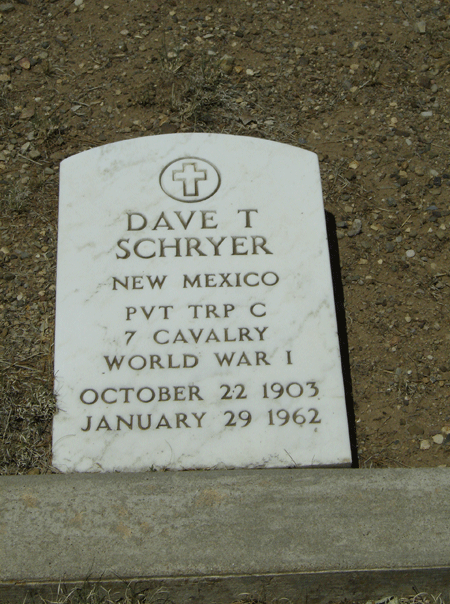 DAVE T
SCHRYER
NEW MEXICO
PVT TRP C
7 CAVALRY
WORLD WAR I
OCTOBER 22 1903
JANUARY 29 1962